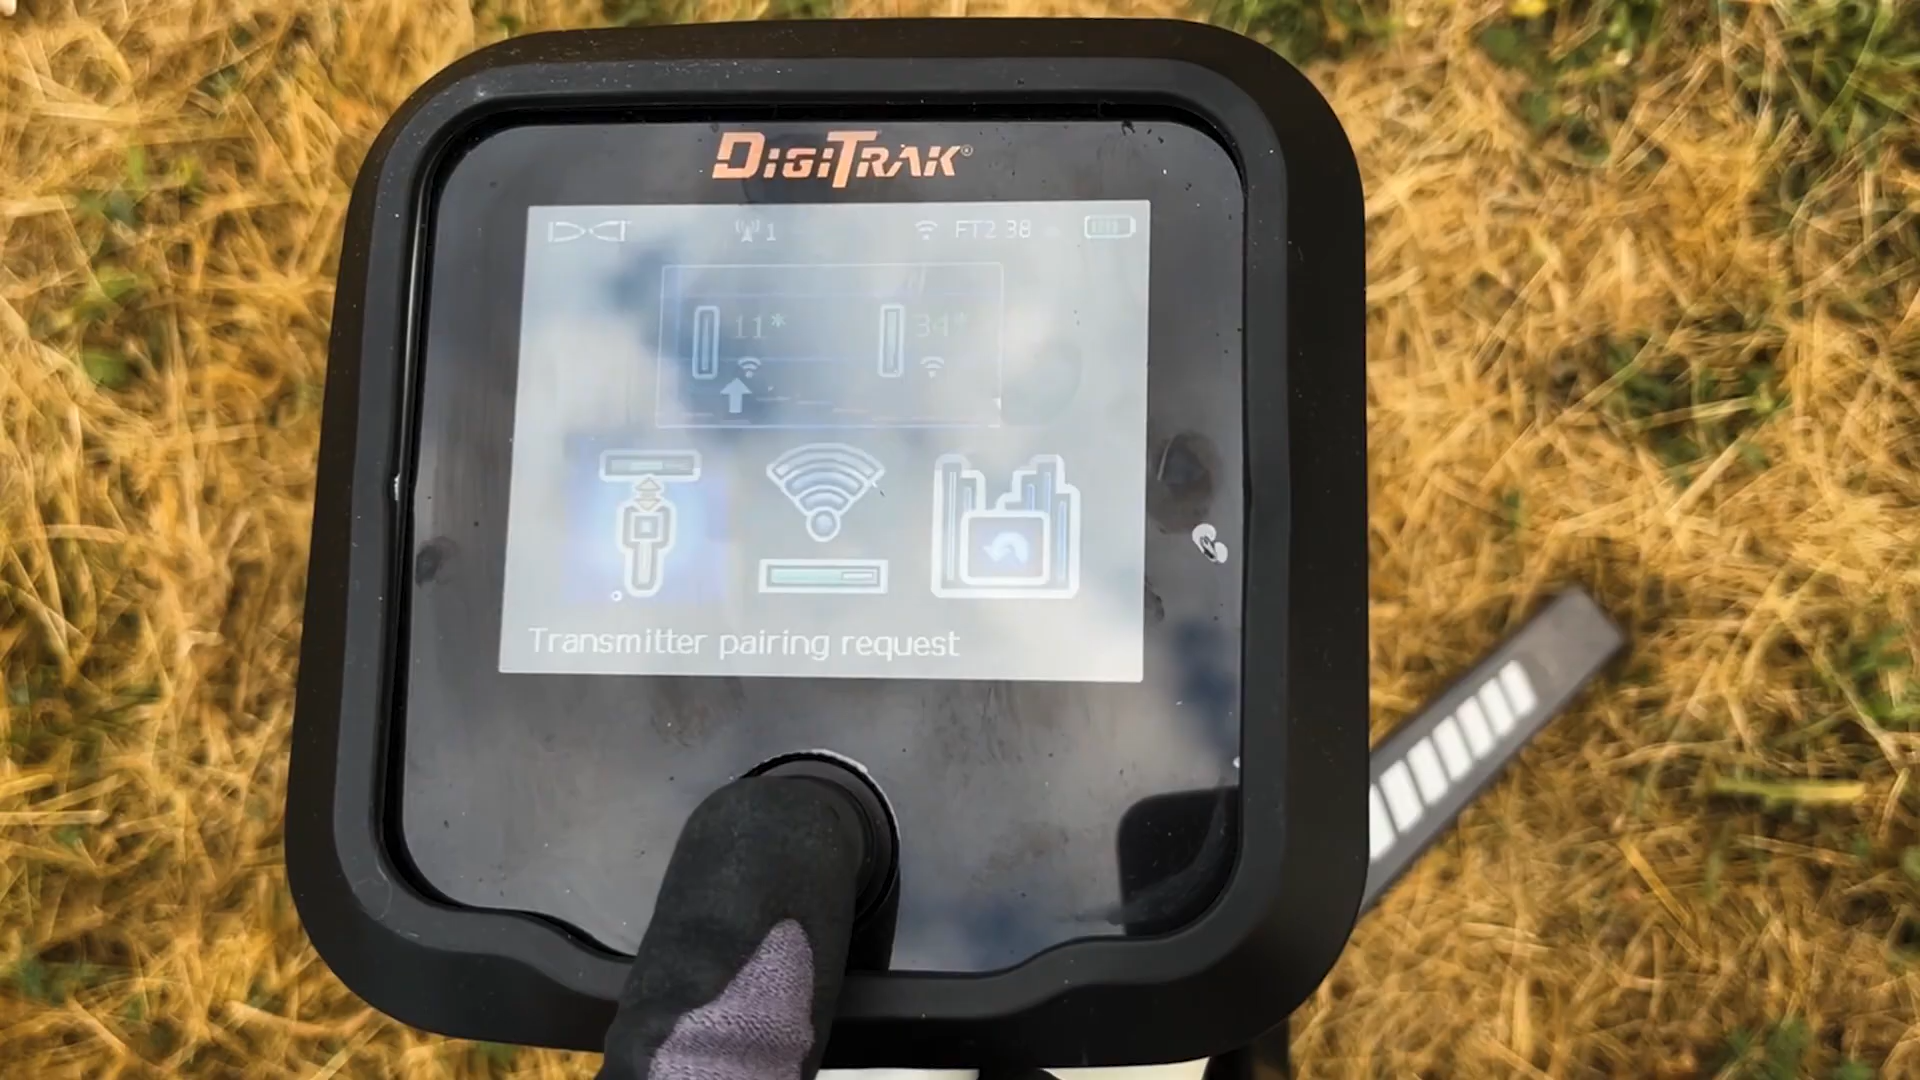 DIGITRAK®
1 FT2 38
11* 34*
Transmitter pairing request